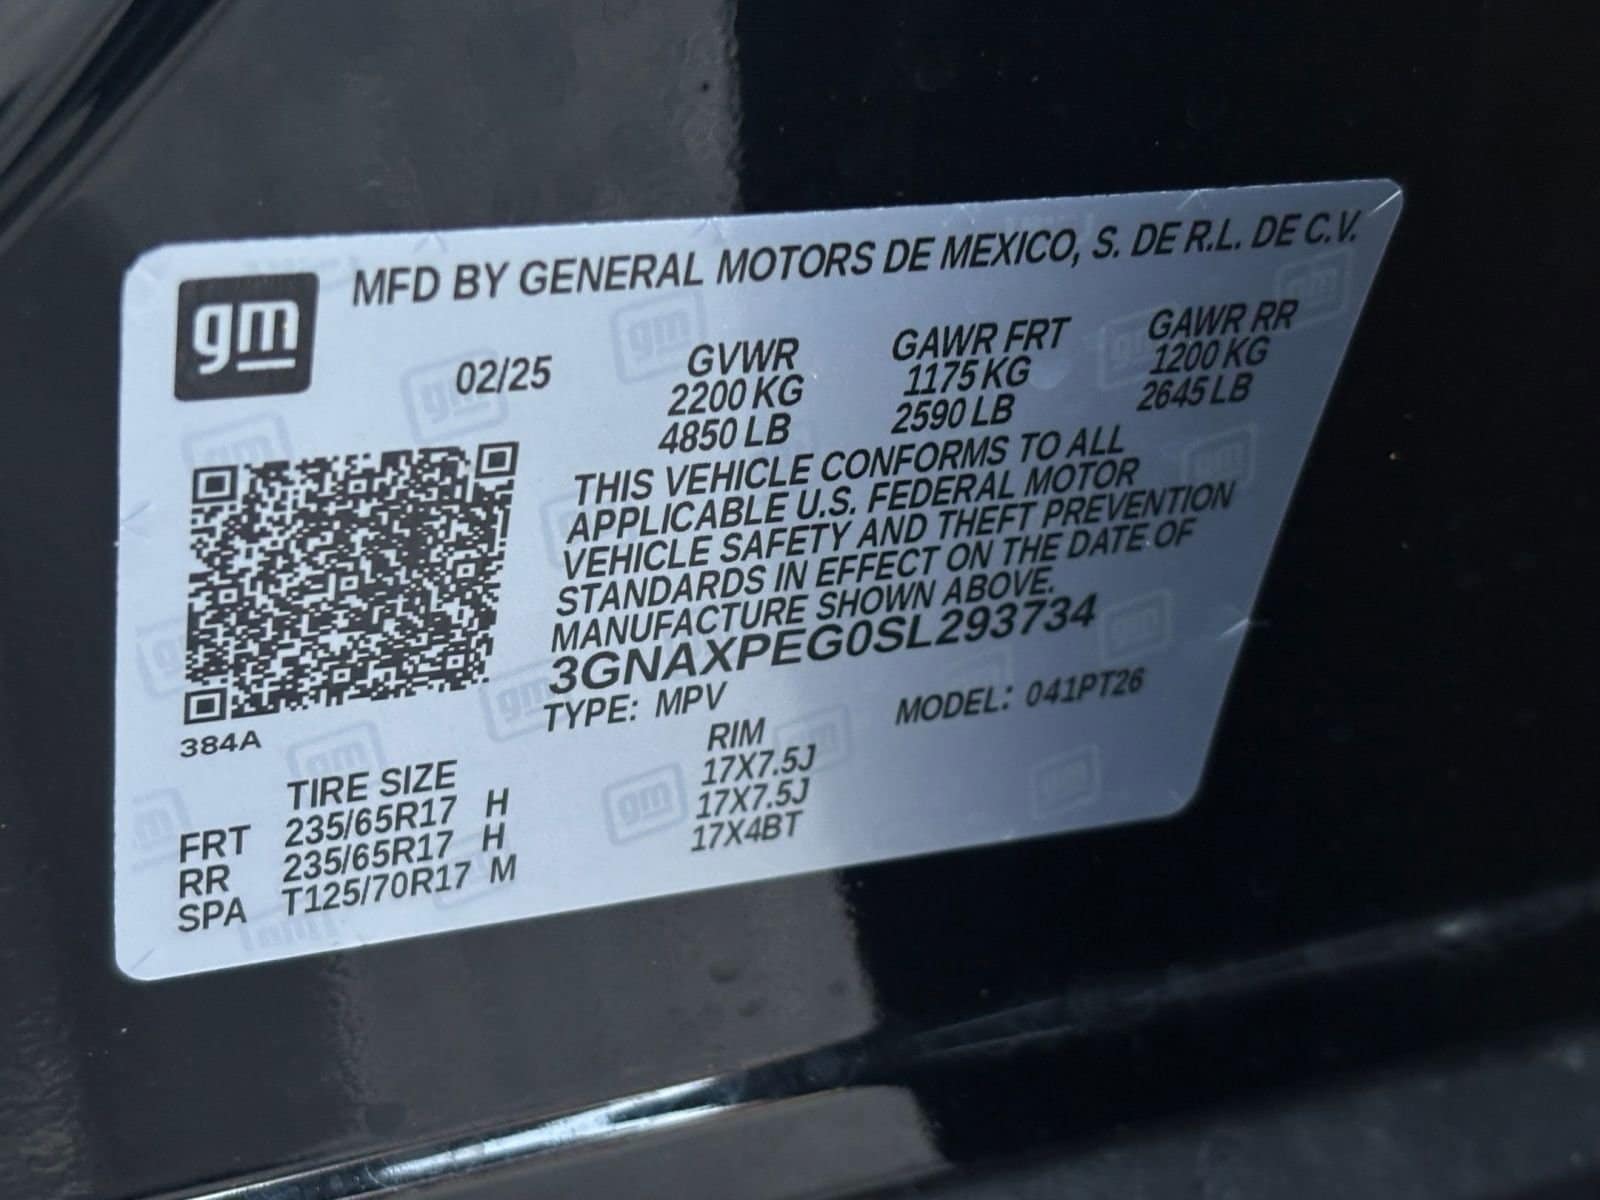 gm
MFD BY GENERAL MOTORS DE MEXICO, S. DE R.L. DE C.V.
02/25
GVWR GAWR FRT GAWR RR
2200 KG 1175 KG 1200 KG
4850 LB 2590 LB 2645 LB
THIS VEHICLE CONFORMS TO ALL
APPLICABLE U.S. FEDERAL MOTOR
VEHICLE SAFETY AND THEFT PREVENTION
STANDARDS IN EFFECT ON THE DATE OF
MANUFACTURE SHOWN ABOVE.
3GNAXPEG0SL293734
TYPE: MPV MODEL: 041PT26
384A
TIRE SIZE RIM
FRT 235/65R17 H 17X7.5J
RR 235/65R17 H 17X7.5J
SPA T125/70R17 M 17X4BT